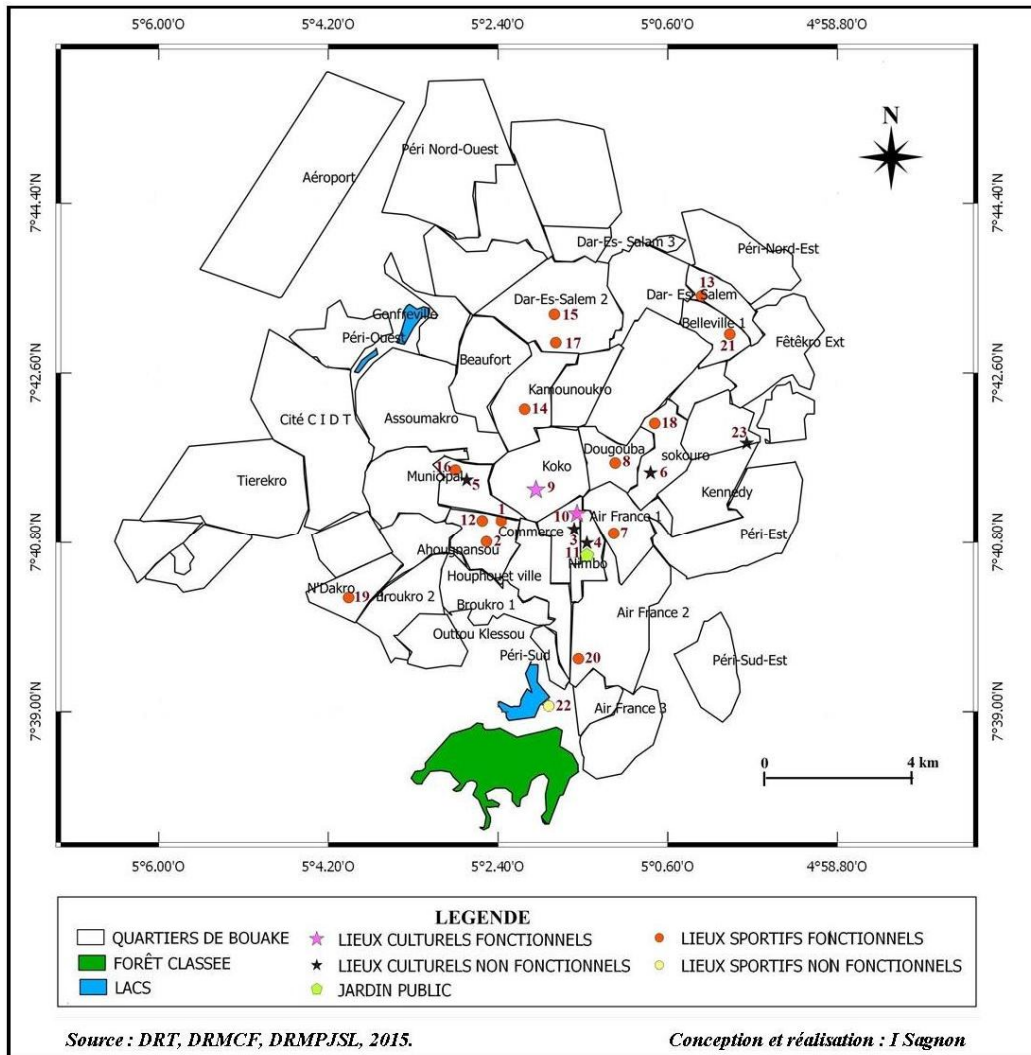 5°6.00'O 5°4.20'O 5°2.40'O 5°0.60'O 4°58.80'O
N
Péri Nord-Ouest
Aéroport
7°44.40'N 7°44.40'N
Dar-Es- Salam 3
Péri-Nord-Est
13
Dar-Es-Salem 2
Dar- Es-Salem
15
Gonfreville
Belleville 1
Péri-Ouest
17
21
Fêtêkro Ext
Beaufort
7°42.60'N 7°42.60'N
Kamounoukro
14
Cité C I D T
Assoumakro
18
23
Dougouba
sokouro
16
Koko
8
Municipal
5
6
Tierekro
9
Kennedy
10
Air France 1
12
1
Commerce
3
7
Péri-Est
7°40.80'N 7°40.80'N
2
4
Ahougnansou
11
Nimbo
Houphouet ville
N'Dakro
19
Broukro 2
Broukro 1
Air France 2
Outtou Klessou
Péri-Sud
20
Péri-Sud-Est
22
Air France 3
7°39.00'N 7°39.00'N
0 4 km
5°6.00'O 5°4.20'O 5°2.40'O 5°0.60'O 4°58.80'O
LEGENDE
QUARTIERS DE BOUAKE LIEUX CULTURELS FONCTIONNELS LIEUX SPORTIFS FONCTIONNELS
FORÊT CLASSEE LIEUX CULTURELS NON FONCTIONNELS LIEUX SPORTIFS NON FONCTIONNELS
LACS JARDIN PUBLIC
Source : DRT, DRMCF, DRMPJSL, 2015. Conception et réalisation : I Sagnon